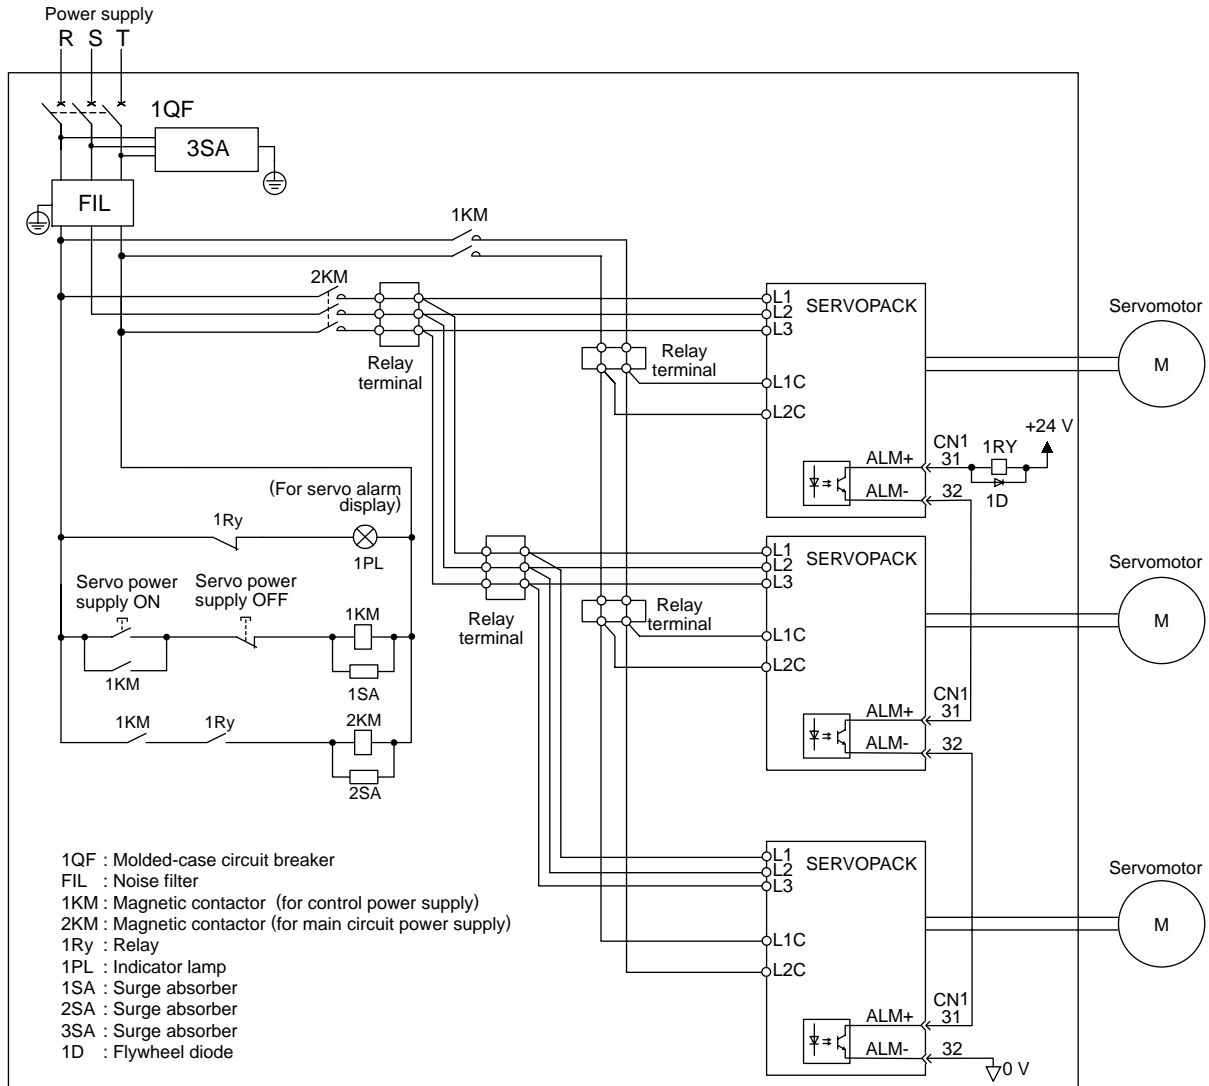 Power supply
R S T
1QF
3SA
FIL
1KM
2KM
Relay
terminal
Relay
terminal
L1
L2
L3
L1C
L2C
SERVOPACK
ALM+
ALM-
CN1
31
32
1RY
+24 V
1D
Servomotor
M
(For servo alarm
display)
1Ry
1PL
Servo power
supply ON
Servo power
supply OFF
1KM
1KM
1SA
1KM
1Ry
2KM
2SA
Relay
terminal
Relay
terminal
L1
L2
L3
L1C
L2C
SERVOPACK
ALM+
ALM-
CN1
31
32
Servomotor
M
L1
L2
L3
L1C
L2C
SERVOPACK
ALM+
ALM-
CN1
31
32
0 V
Servomotor
M
1QF : Molded-case circuit breaker
FIL : Noise filter
1KM : Magnetic contactor (for control power supply)
2KM : Magnetic contactor (for main circuit power supply)
1Ry : Relay
1PL : Indicator lamp
1SA : Surge absorber
2SA : Surge absorber
3SA : Surge absorber
1D : Flywheel diode